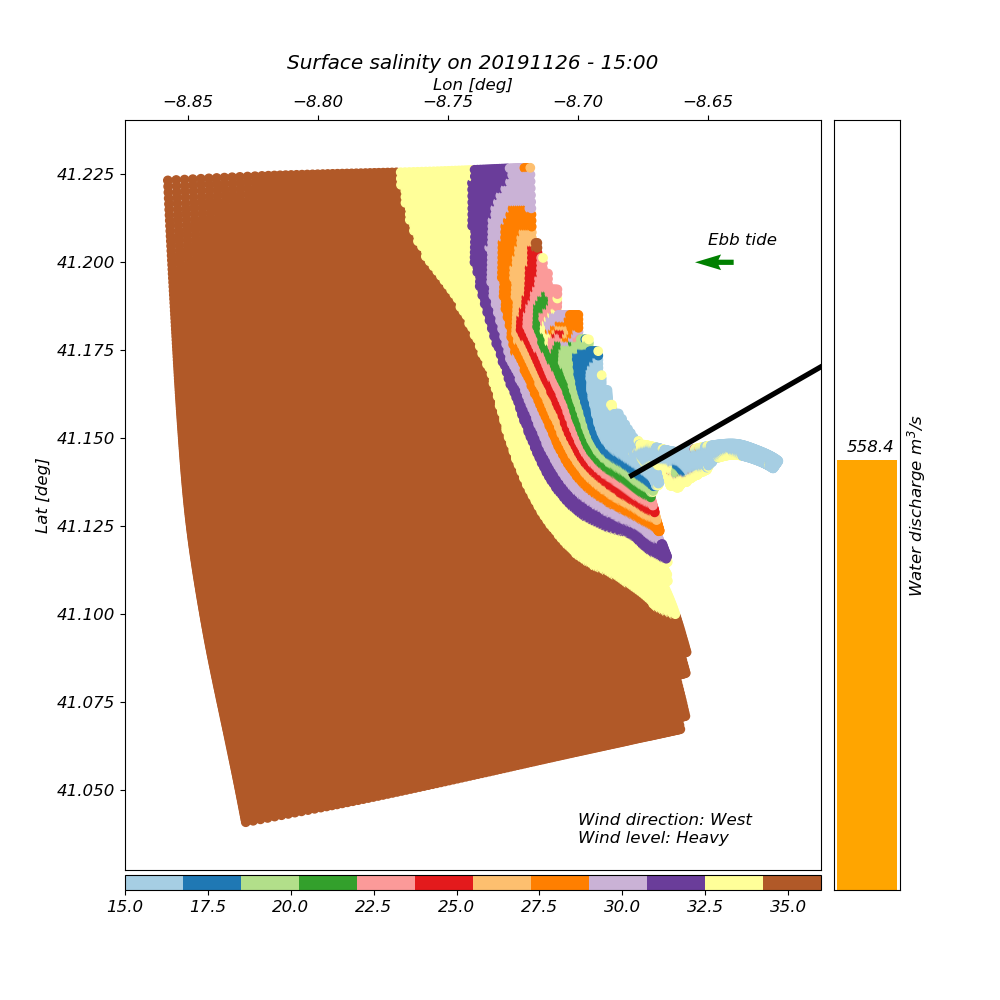 Surface salinity on 20191126 - 15:00
Lon [deg]
−8.85 −8.80 −8.75 −8.70 −8.65
41.225
41.200
41.175
41.150
41.125
41.100
41.075
41.050
Lat [deg]
Ebb tide
558.4
Water discharge m³/s
Wind direction: West
Wind level: Heavy
15.0 17.5 20.0 22.5 25.0 27.5 30.0 32.5 35.0